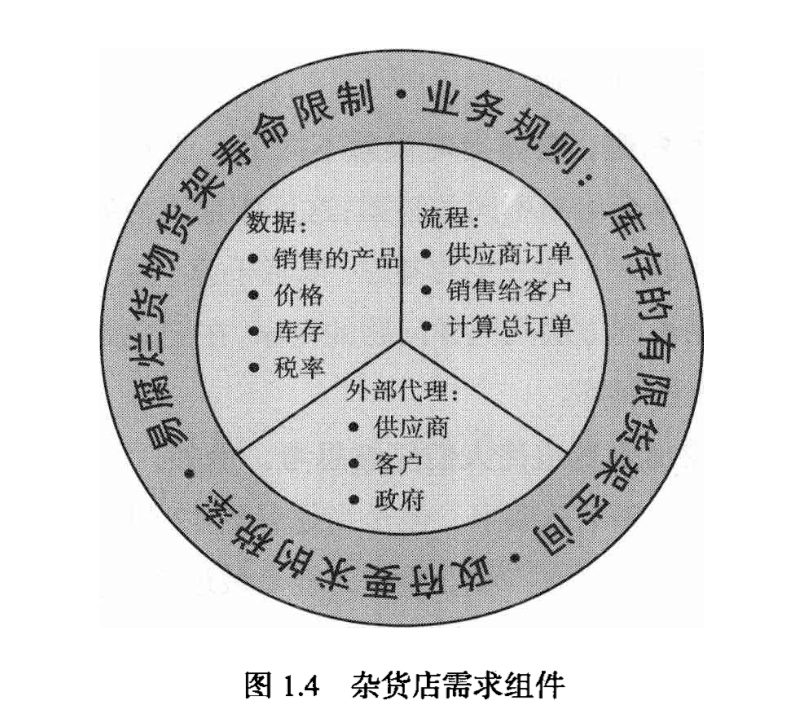 业务规则：库存的有限货架空间·政府要求的税率·易腐烂货物货架寿命限制·
数据：
• 销售的产品
• 价格
• 库存
• 税率
流程：
• 供应商订单
• 销售给客户
• 计算总订单
外部代理：
• 供应商
• 客户
• 政府
图 1.4 杂货店需求组件